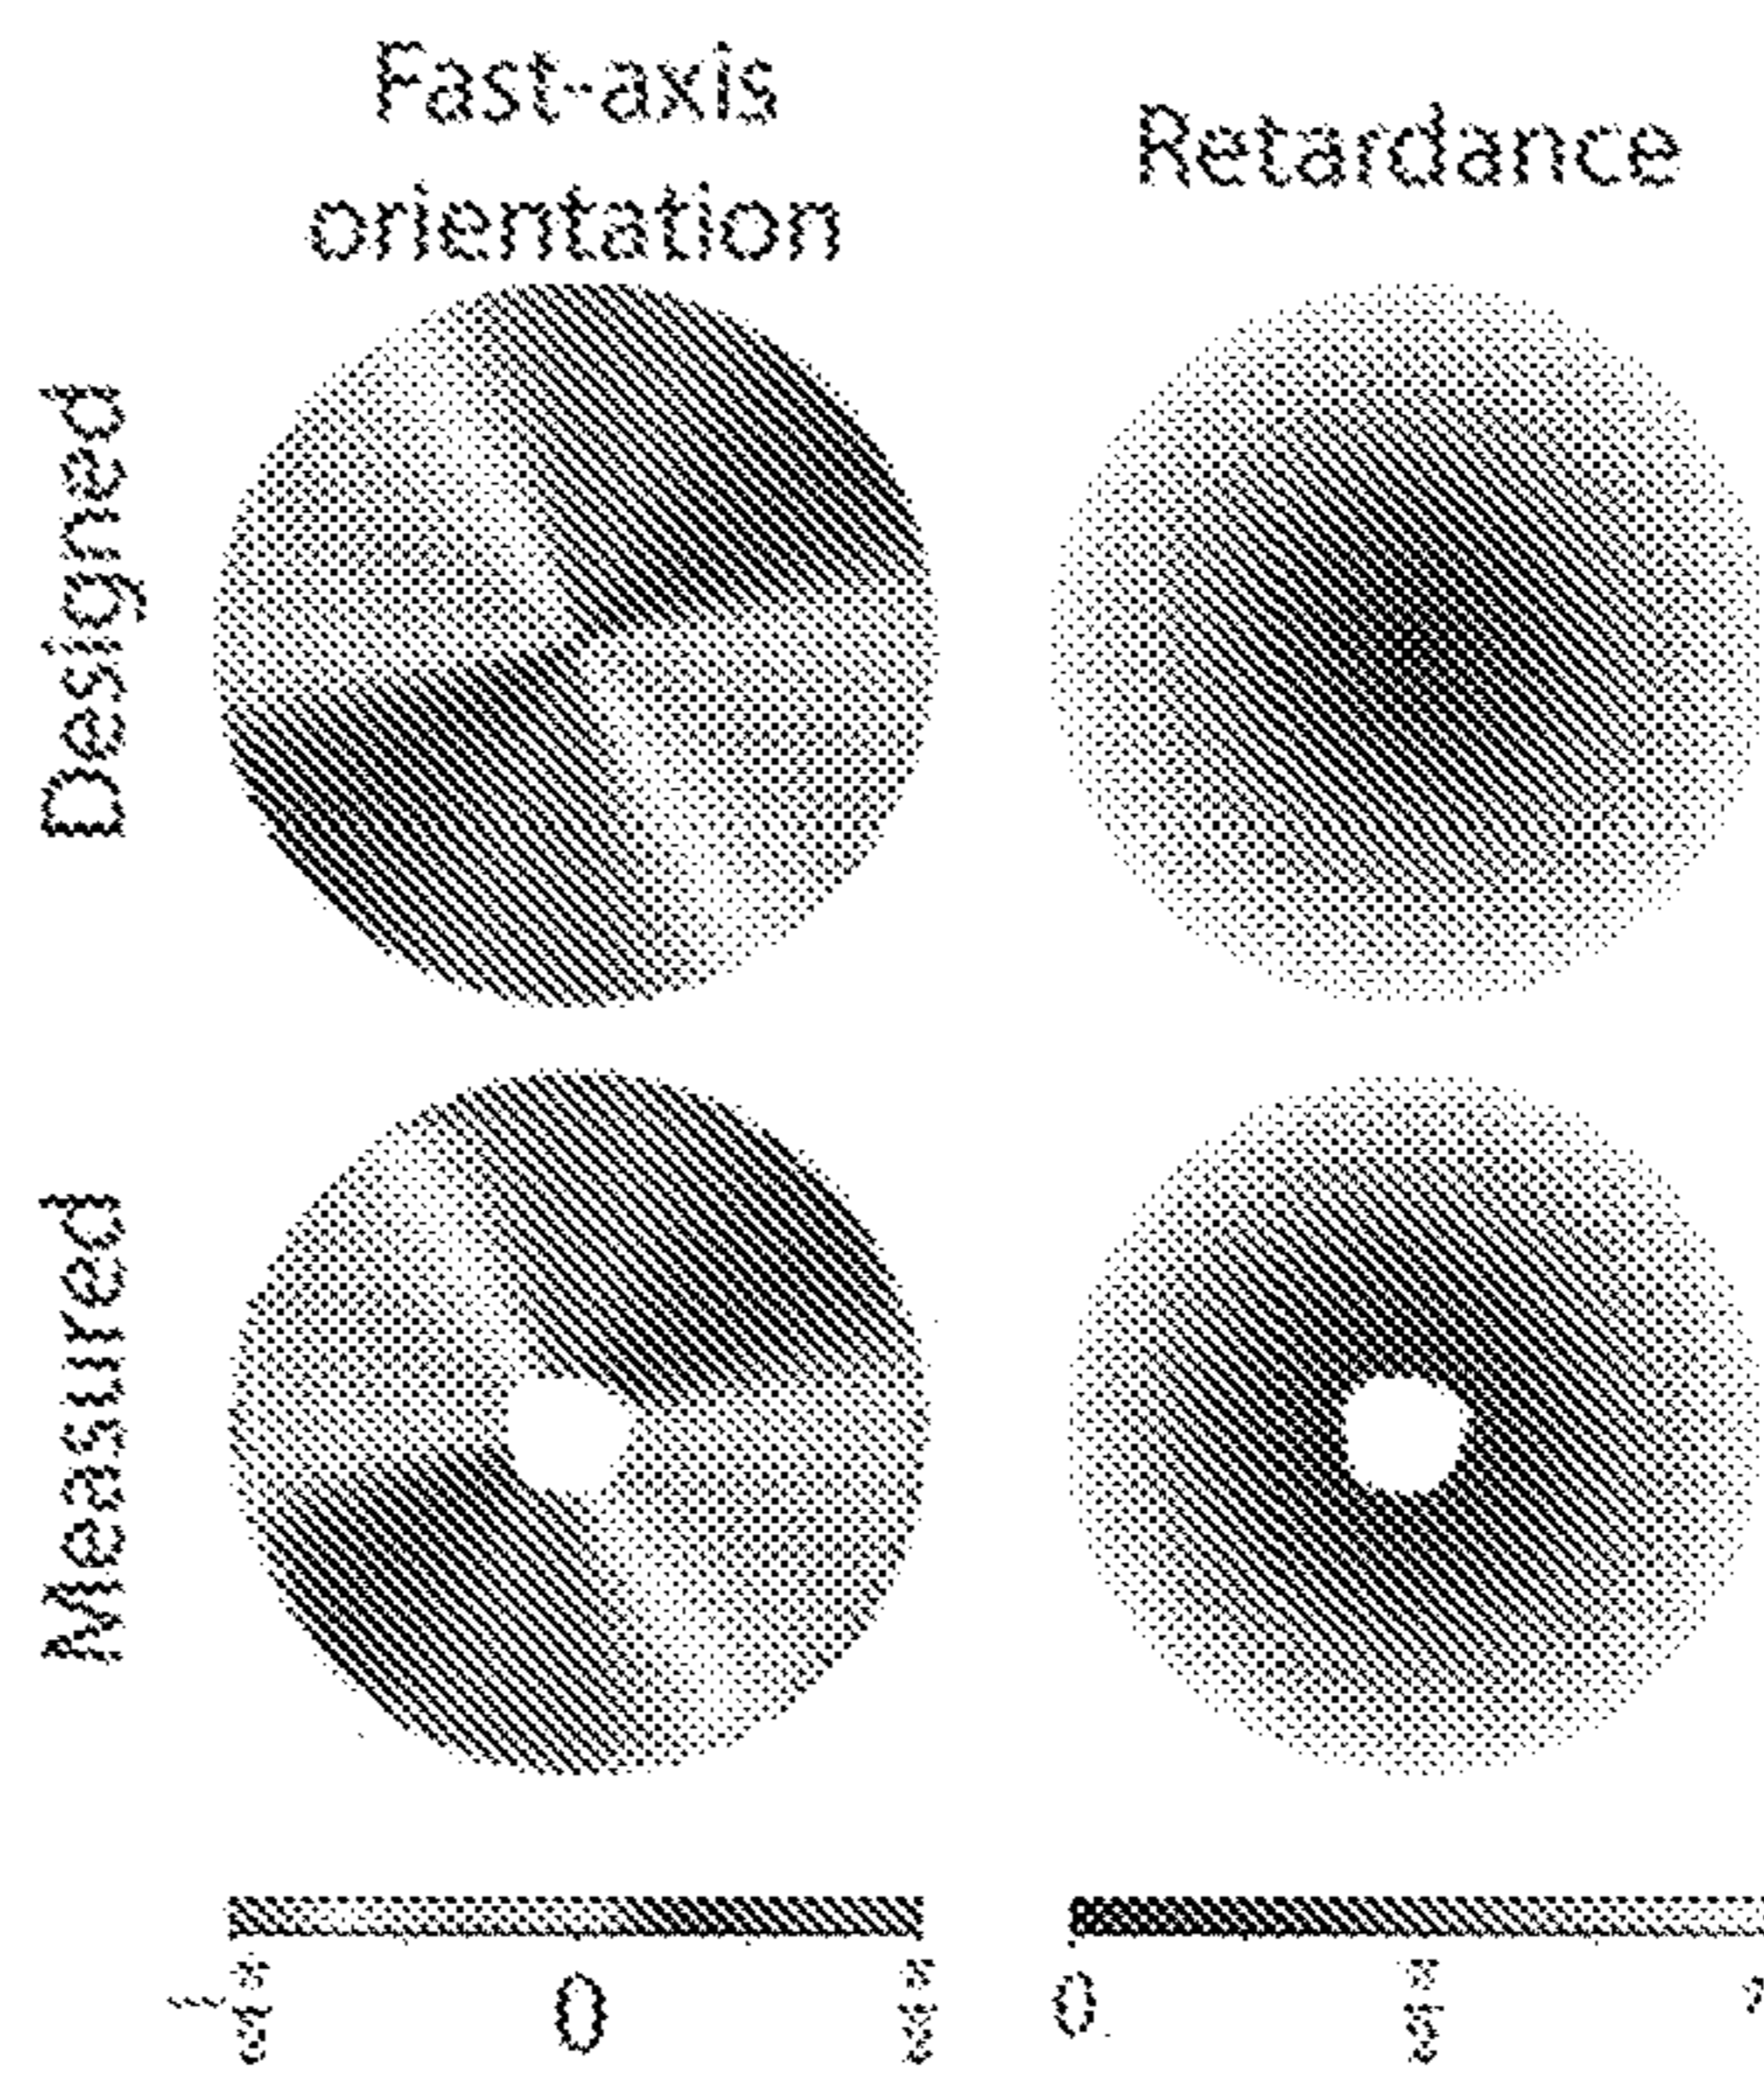 Fast-axis
orientation
Retardance
Designed
Measured
0
0